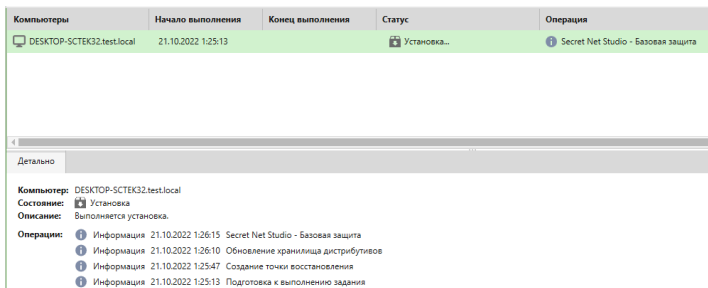 Компьютеры Начало выполнения Конец выполнения Статус Операция
DESKTOP-SCTEK32.test.local 21.10.2022 1:25:13 Установка... Secret Net Studio - Базовая защита
Детально
Компьютер: DESKTOP-SCTEK32.test.local
Состояние: Установка
Описание: Выполняется установка.
Операции: Информация 21.10.2022 1:26:15 Secret Net Studio - Базовая защита
Информация 21.10.2022 1:26:10 Обновление хранилища дистрибутивов
Информация 21.10.2022 1:25:47 Создание точки восстановления
Информация 21.10.2022 1:25:13 Подготовка к выполнению задания